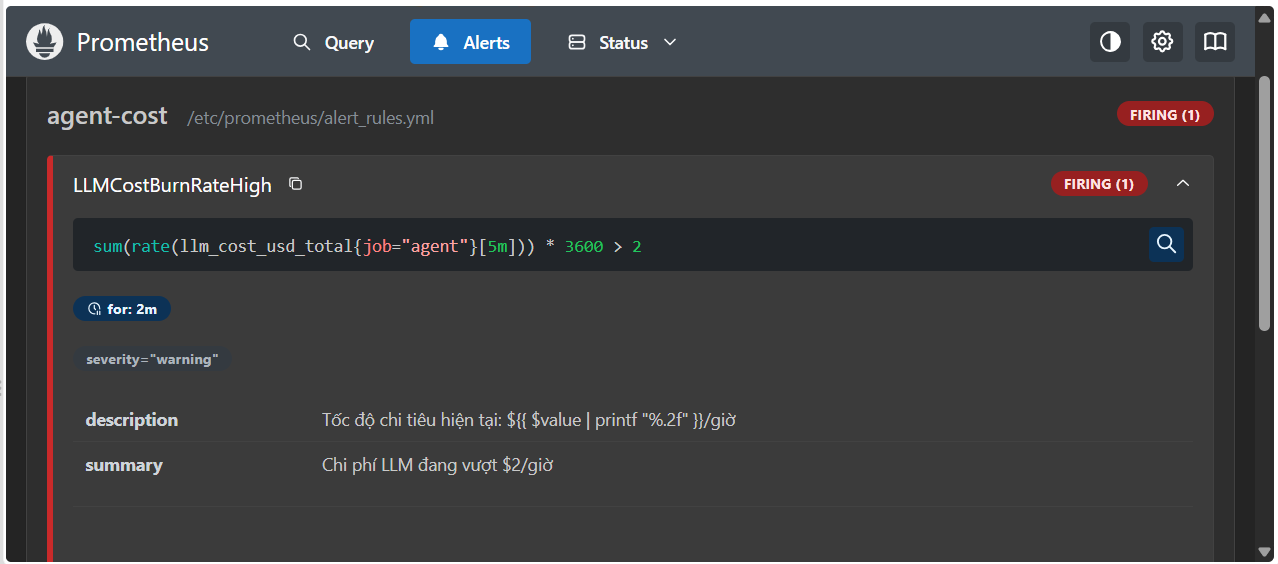 Prometheus Query Alerts Status
agent-cost /etc/prometheus/alert_rules.yml FIRING (1)
LLMCostBurnRateHigh FIRING (1)
sum(rate(llm_cost_usd_total{job="agent"}[5m])) * 3600 > 2
for: 2m
severity="warning"
description Tốc độ chi tiêu hiện tại: ${{ $value | printf "%.2f" }}/giờ
summary Chi phí LLM đang vượt $2/giờ